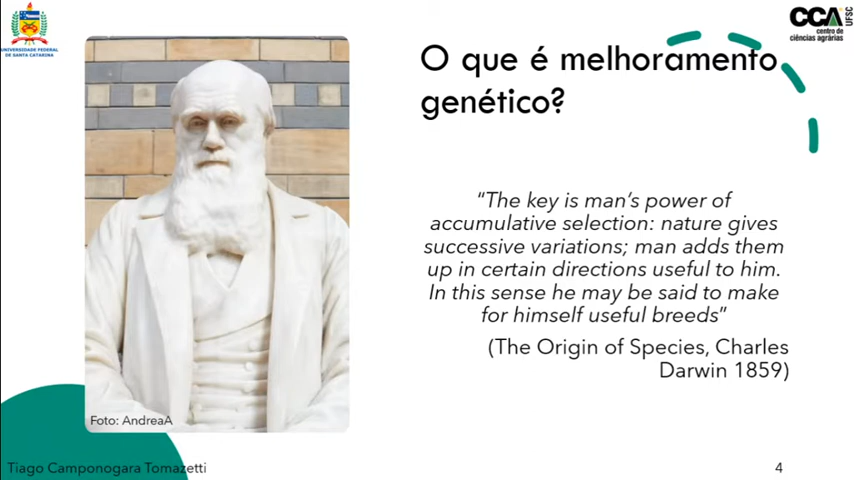 UNIVERSIDADE FEDERAL
DE SANTA CATARINA
CCA
UFSC
centro de
ciências agrárias
O que é melhoramento
genético?
“The key is man’s power of
accumulative selection: nature gives
successive variations; man adds them
up in certain directions useful to him.
In this sense he may be said to make
for himself useful breeds”
(The Origin of Species, Charles
Darwin 1859)
Foto: AndreaA
Tiago Camponogara Tomazetti
4